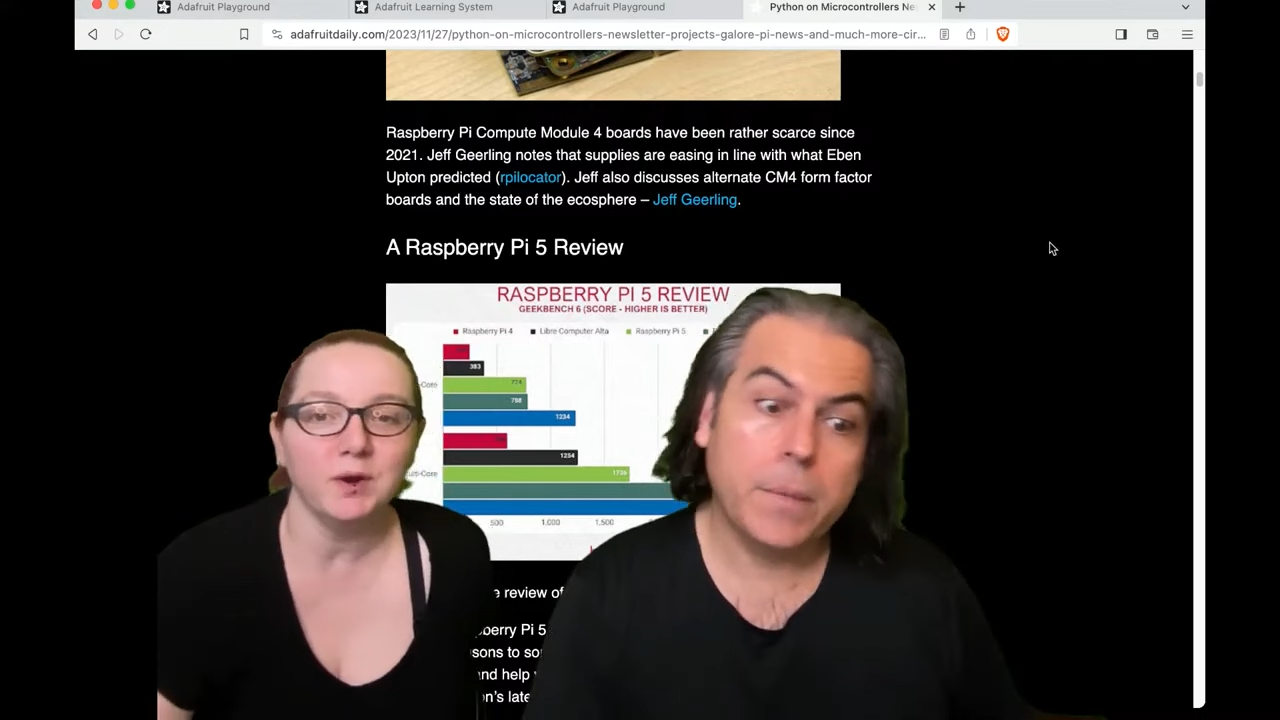 Adafruit Playground
Adafruit Learning System
Adafruit Playground
Python on Microcontrollers Ne
adafruitdaily.com/2023/11/27/python-on-microcontrollers-newsletter-projects-galore-pi-news-and-much-more-cir...
Raspberry Pi Compute Module 4 boards have been rather scarce since
2021. Jeff Geerling notes that supplies are easing in line with what Eben
Upton predicted (rpilocator). Jeff also discusses alternate CM4 form factor
boards and the state of the ecosphere – Jeff Geerling.
A Raspberry Pi 5 Review
RASPBERRY PI 5 REVIEW
GEEKBENCH 6 (SCORE - HIGHER IS BETTER)
Raspberry Pi 4 Libre Computer Alta Raspberry Pi 5
383
774
788
1234
1254
1736
500 1,000 1,500
e review of
berry Pi 5
sons to so
and help
n's late